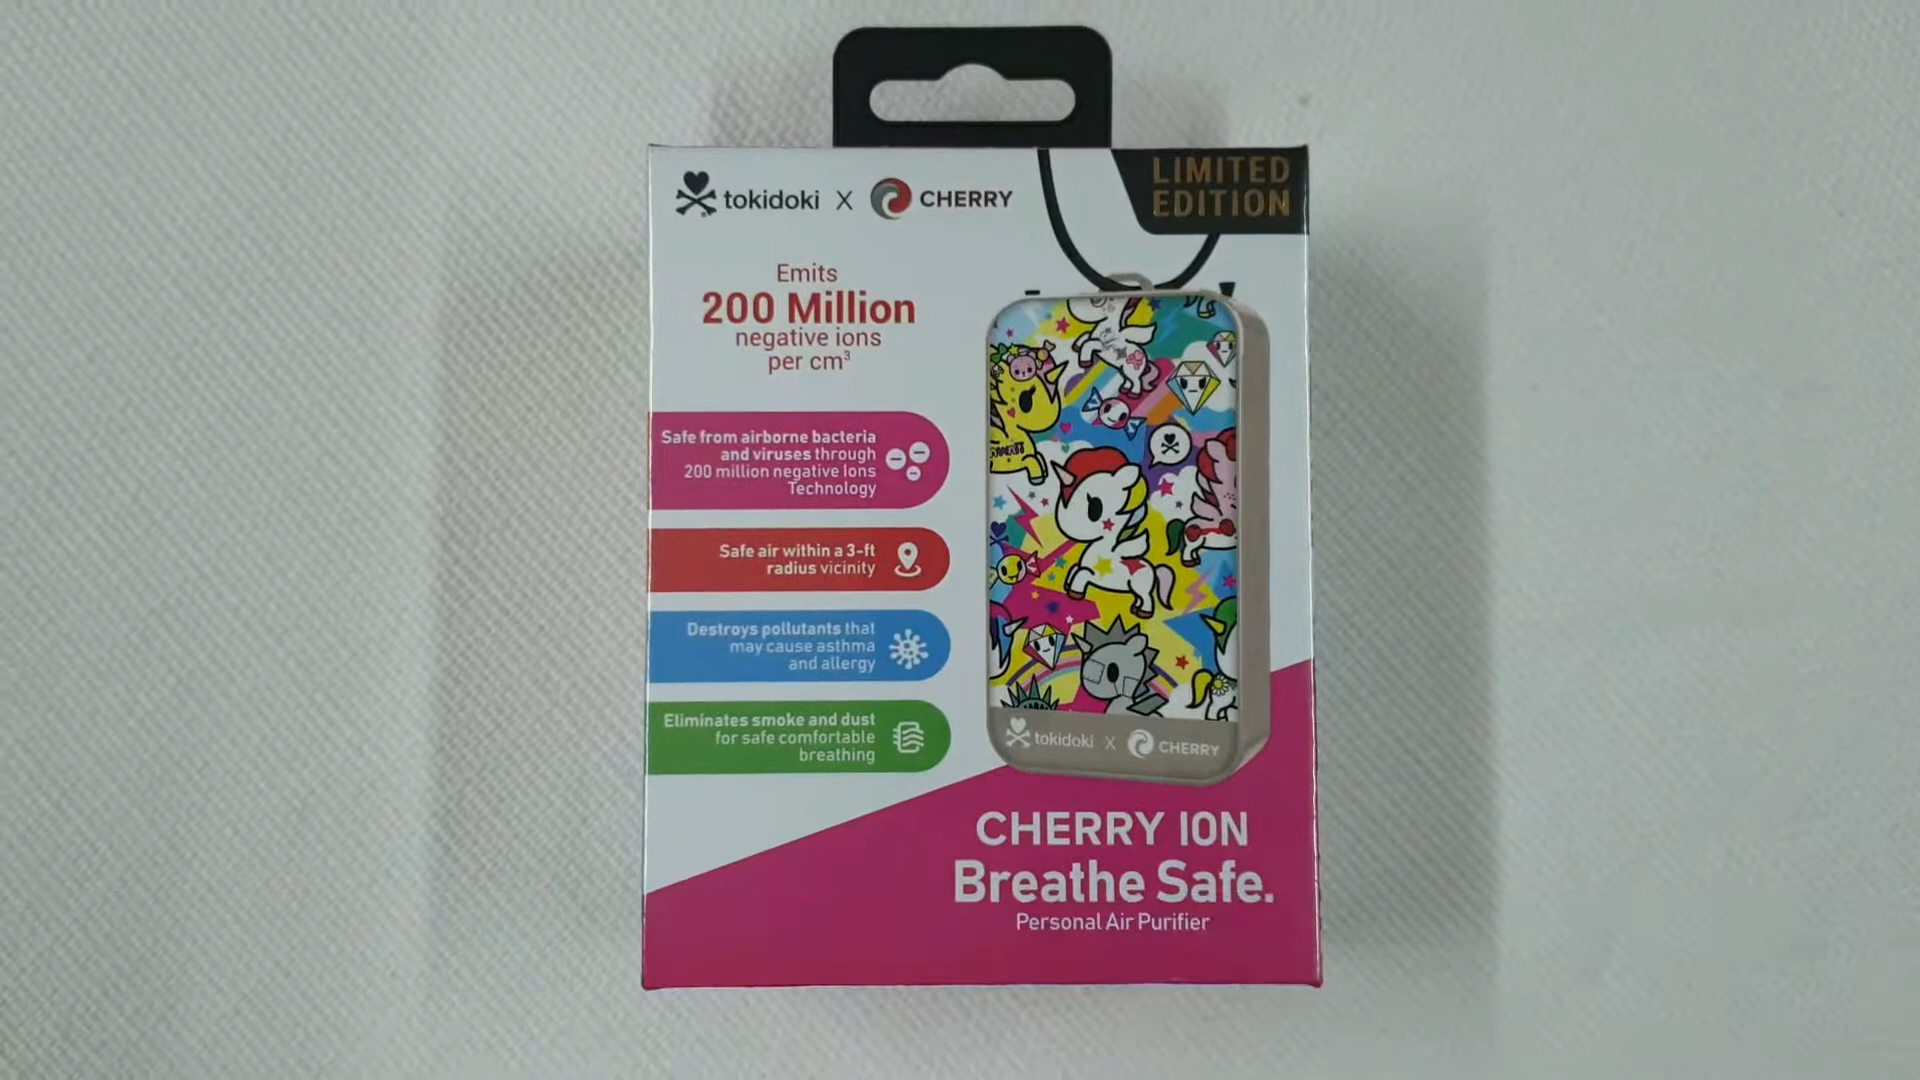 tokidoki X CHERRY
LIMITED
EDITION
Emits
200 Million
negative ions
per cm³
Safe from airborne bacteria
and viruses through
200 million negative Ions
Technology
Safe air within a 3-ft
radius vicinity
Destroys pollutants that
may cause asthma
and allergy
Eliminates smoke and dust
for safe comfortable
breathing
tokidoki X CHERRY
CHERRY ION
Breathe Safe.
Personal Air Purifier